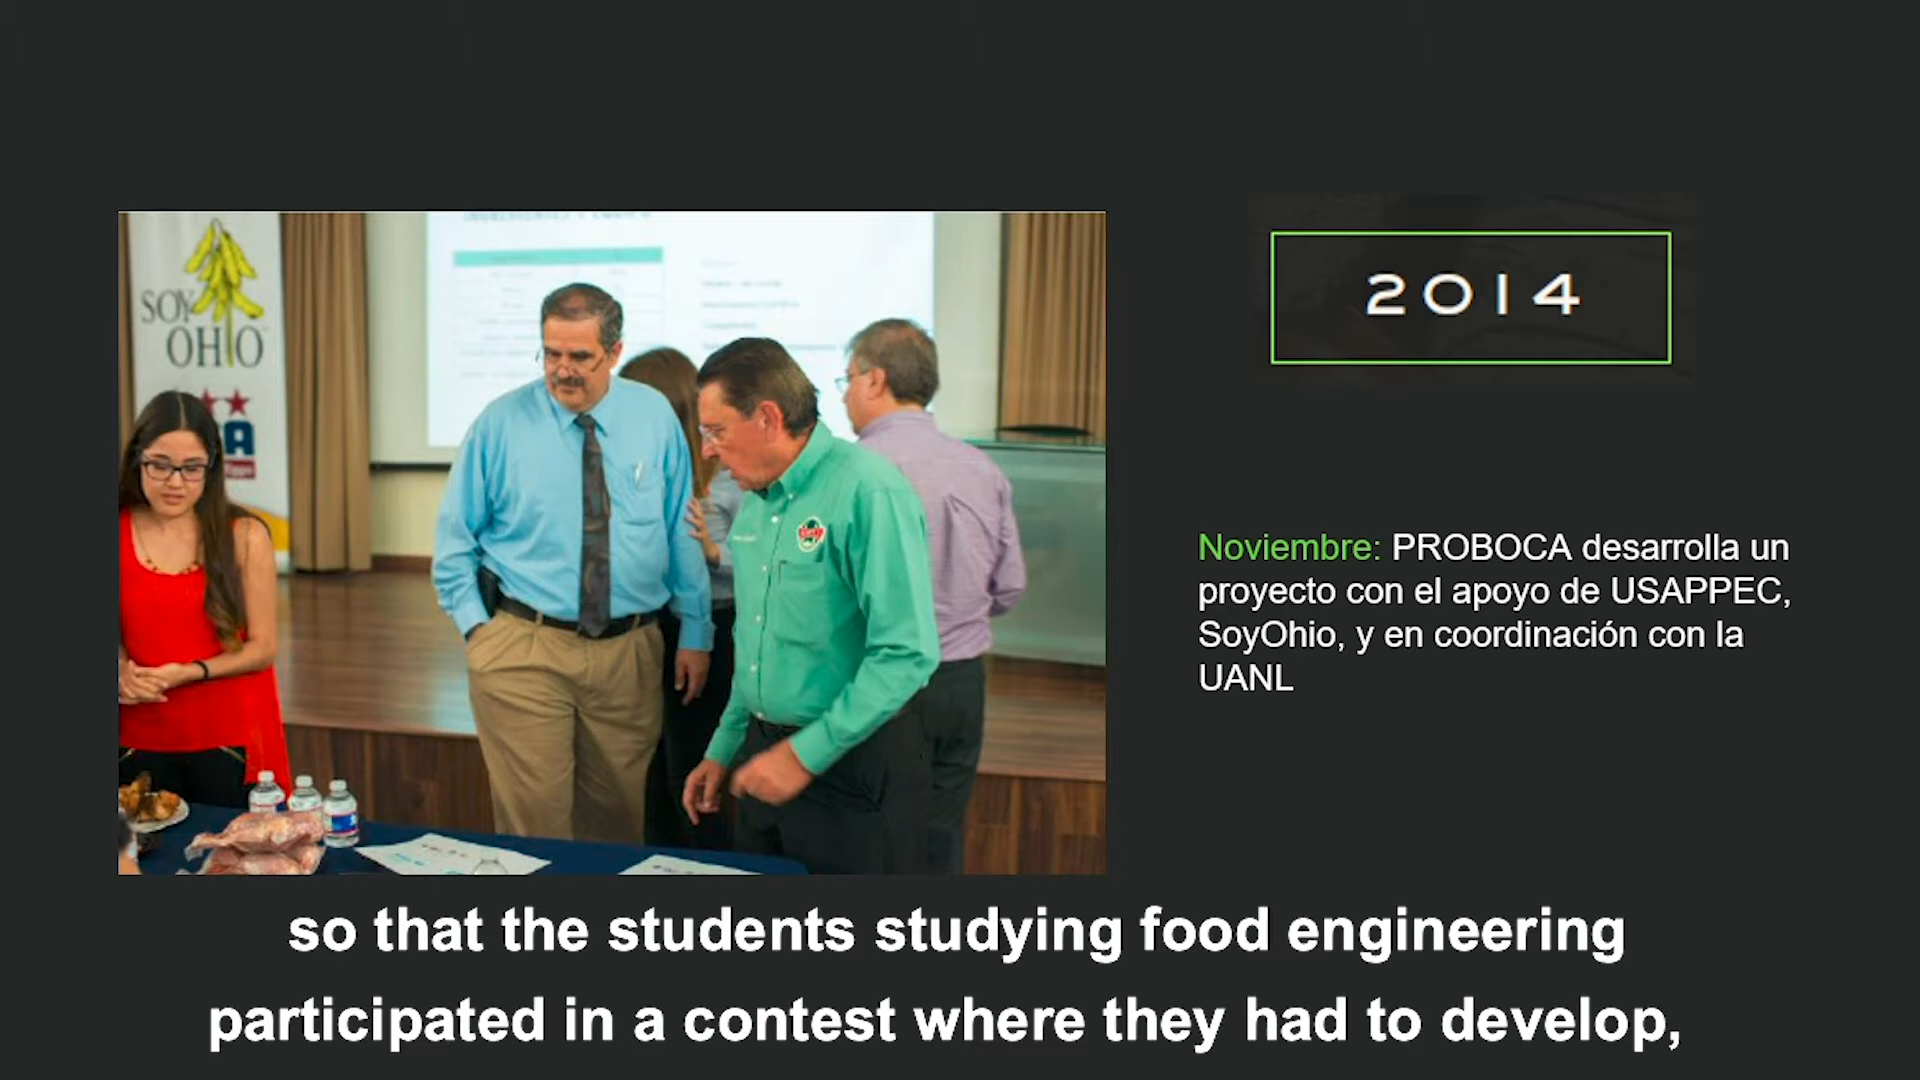 SOY
OHIO
2014
Noviembre: PROBOCA desarrolla un
proyecto con el apoyo de USAPPEC,
SoyOhio, y en coordinación con la
UANL
so that the students studying food engineering
participated in a contest where they had to develop,